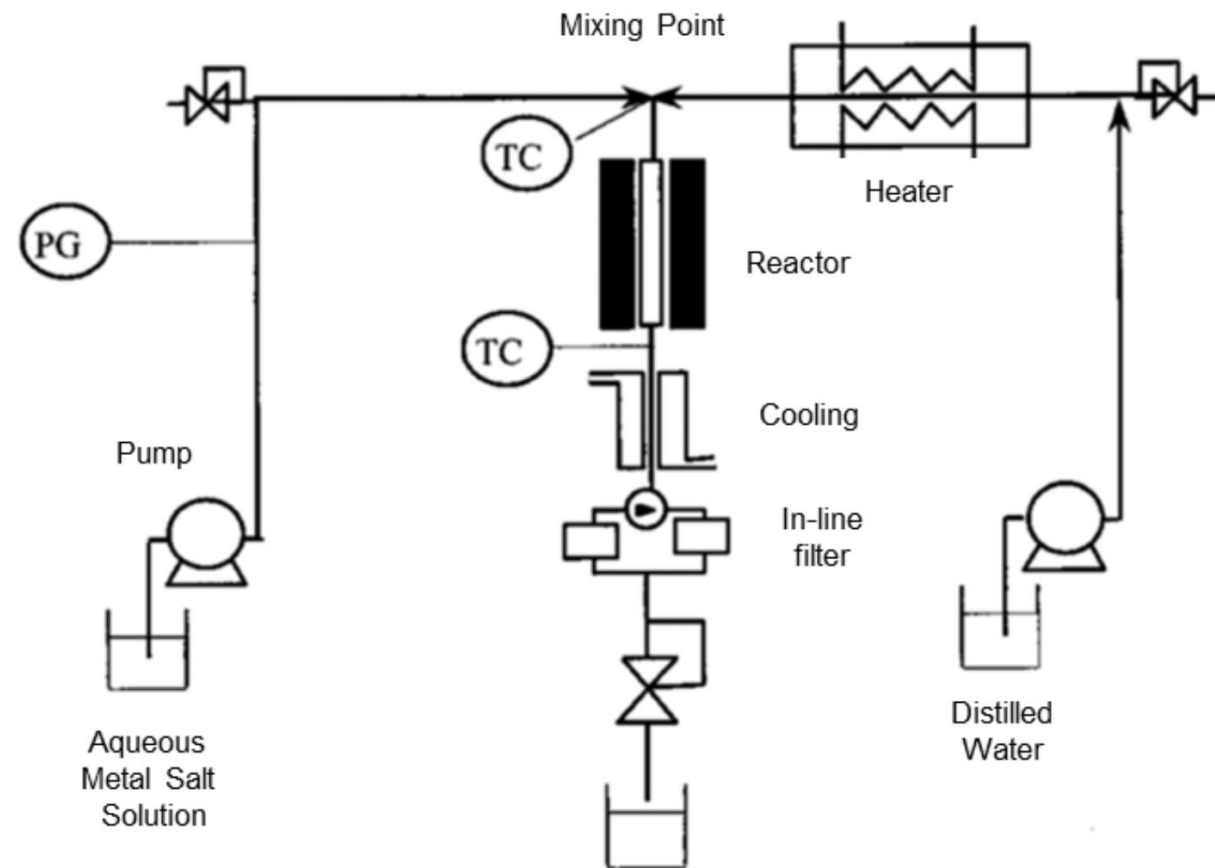 Mixing Point
TC
Heater
PG
Reactor
TC
Cooling
Pump
In-line
filter
Aqueous
Metal Salt
Solution
Distilled
Water